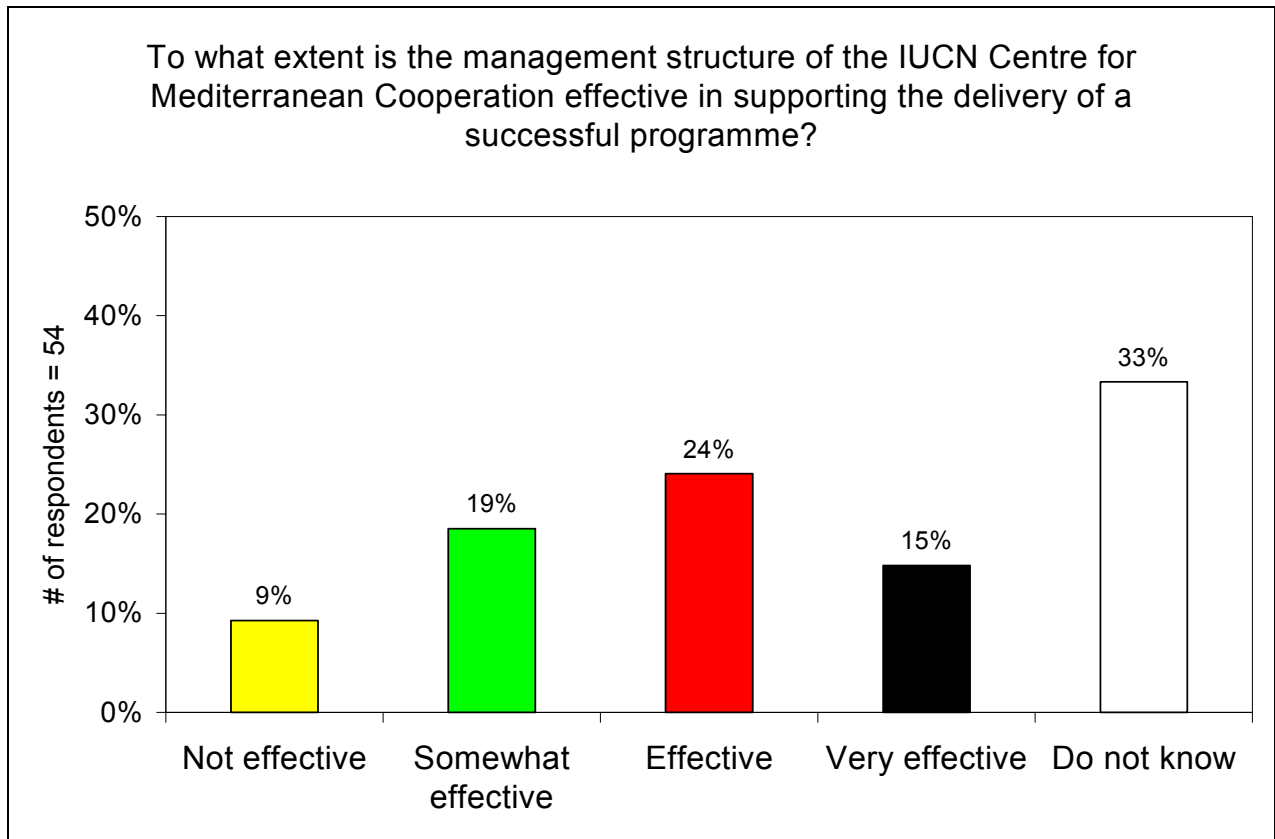 To what extent is the management structure of the IUCN Centre for
Mediterranean Cooperation effective in supporting the delivery of a
successful programme?
# of respondents = 54
50%
40%
30%
20%
10%
0%
9%
19%
24%
15%
33%
Not effective
Somewhat
effective
Effective
Very effective
Do not know